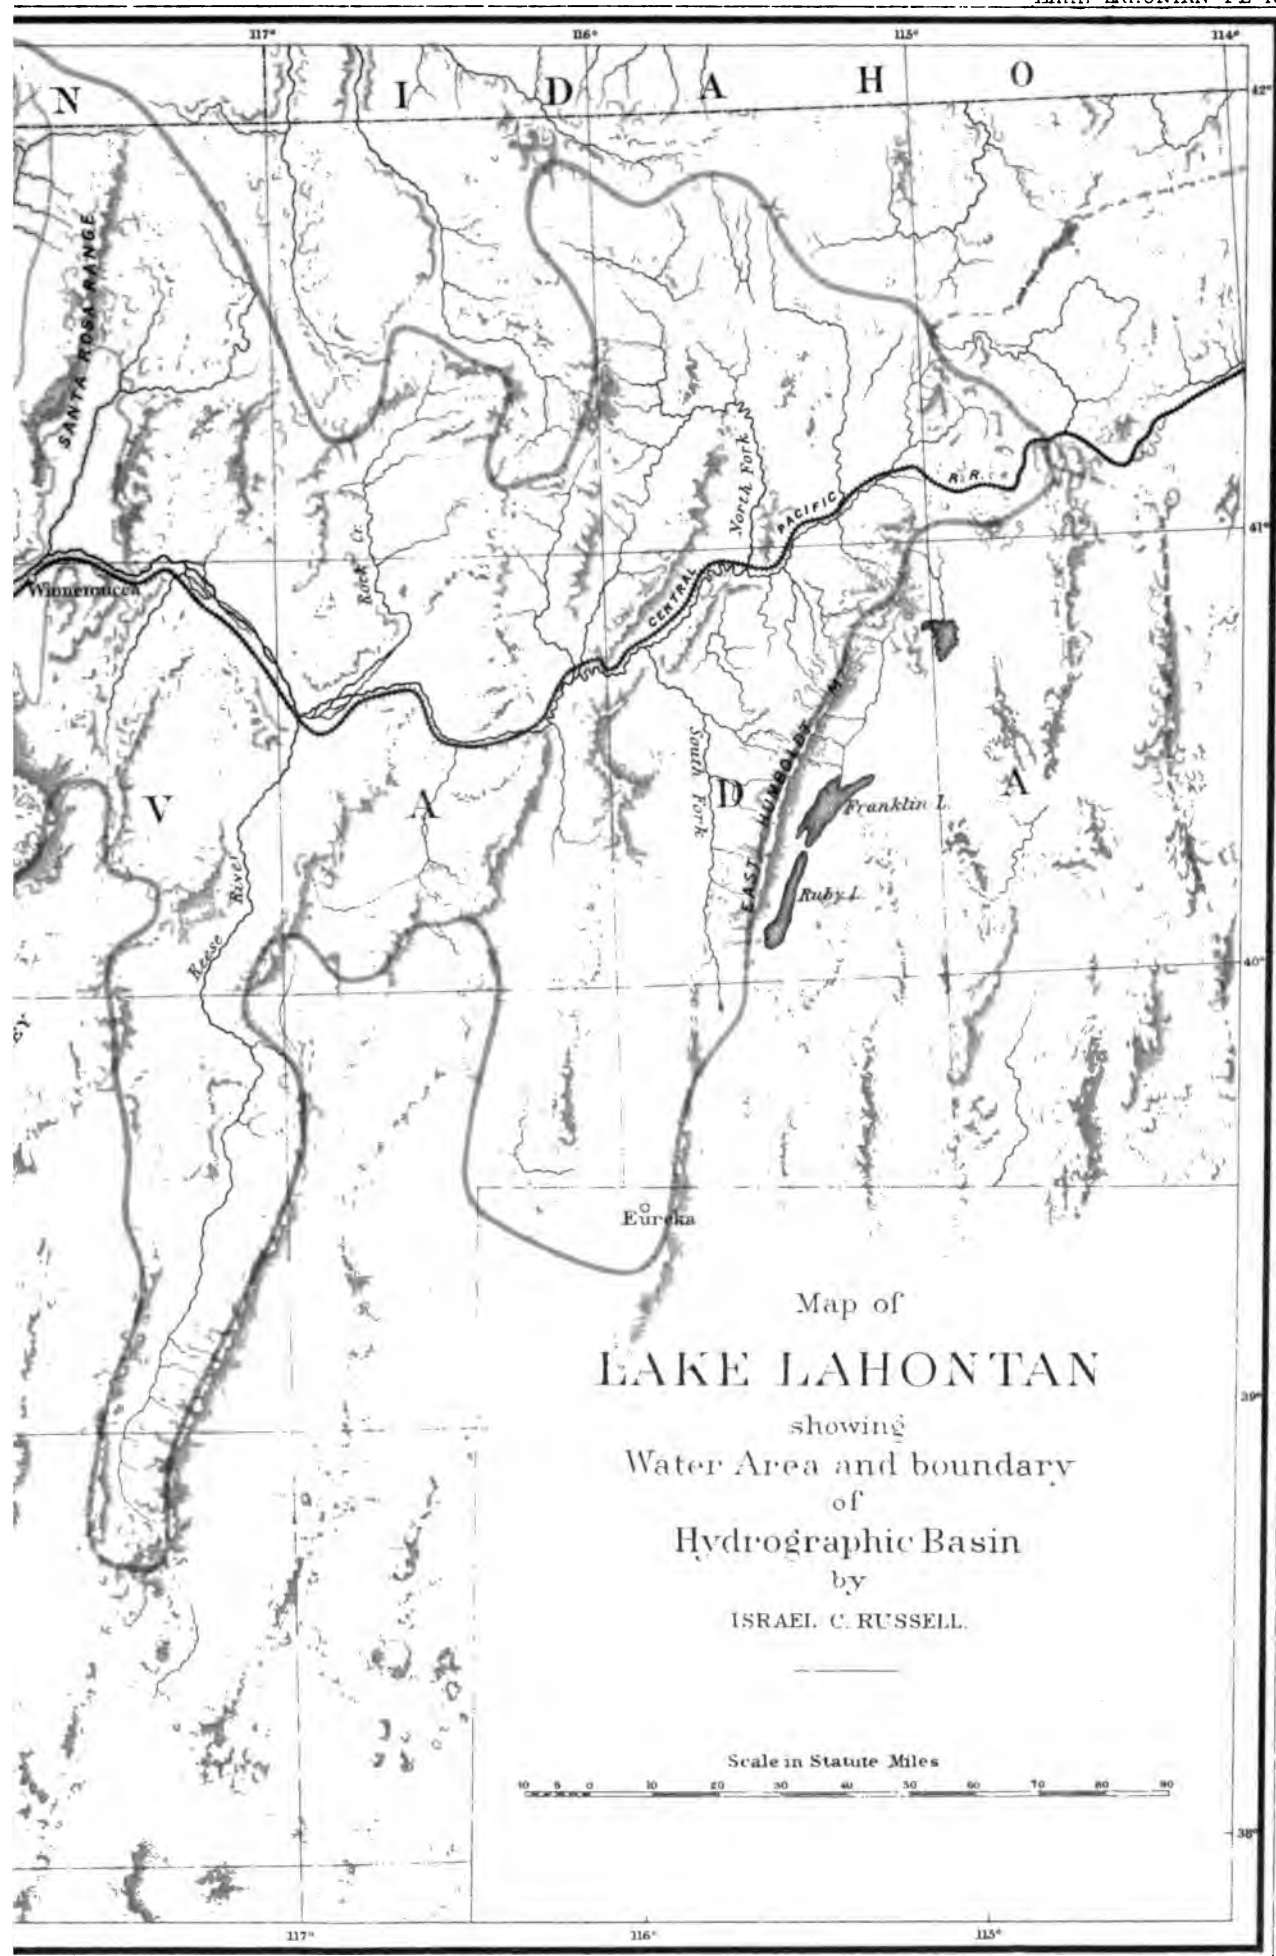 117° 116° 115° 114°
N I D A H O
42°
SANTA ROSA RANGE
North Fork
CENTRAL PACIFIC R.R.
41°
Rock Cr.
Winnemucca
EAST HUMBOLDT Mt
South Fork
V A D A
Franklin L.
Ruby L.
Reese River
40°
Eureka
Map of
LAKE LAHONTAN
showing
Water Area and boundary
of
Hydrographic Basin
by
ISRAEL C. RUSSELL.
39°
Scale in Statute Miles
10 5 0 10 20 30 40 50 60 70 80 90
38°
117° 116° 115°